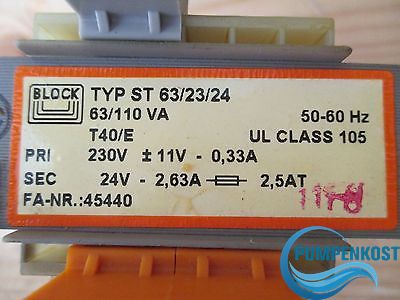 BLOCK
TYP ST 63/23/24
63/110 VA 50-60 Hz
T40/E UL CLASS 105
PRI 230V ± 11V - 0,33A
SEC 24V - 2,63A 2,5AT
FA-NR.:45440
PUMPENKOST